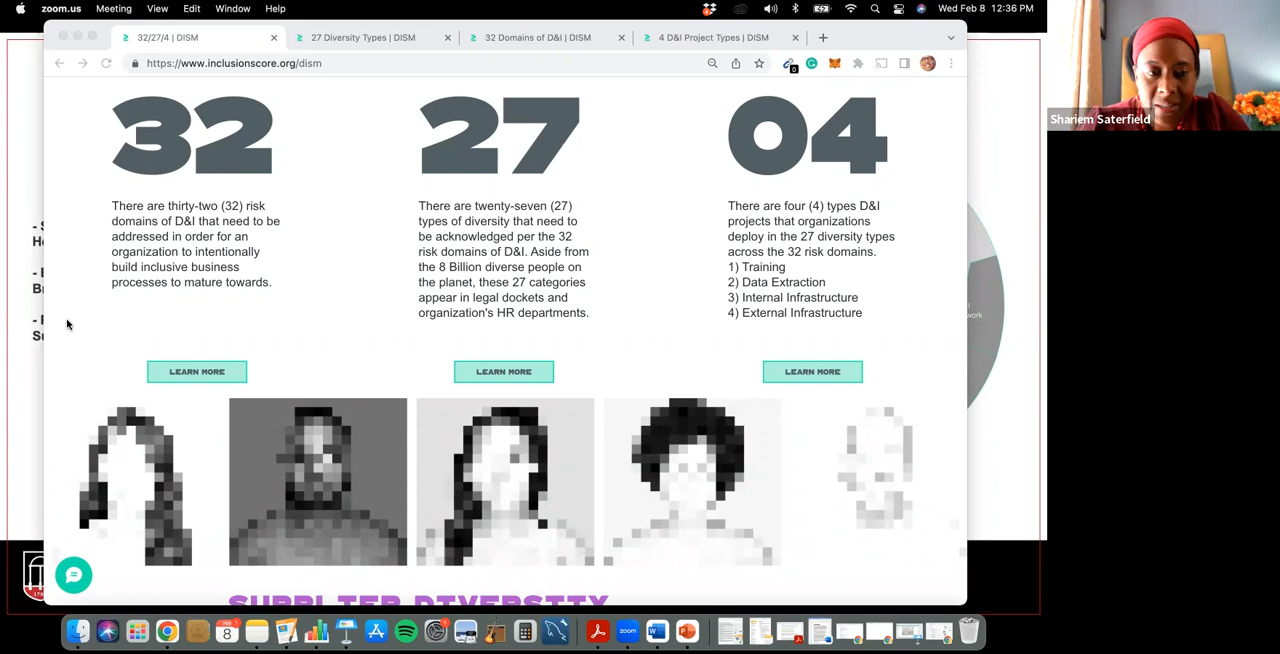 zoom.us Meeting View Edit Window Help Wed Feb 8 12:36 PM
32/27/4 | DISM 27 Diversity Types | DISM 32 Domains of D&I | DISM 4 D&I Project Types | DISM
https://www.inclusionscore.org/dism
0
Shariem Saterfield
32
There are thirty-two (32) risk
domains of D&I that need to be
addressed in order for an
organization to intentionally
build inclusive business
processes to mature towards.
LEARN MORE
27
There are twenty-seven (27)
types of diversity that need to
be acknowledged per the 32
risk domains of D&I. Aside from
the 8 Billion diverse people on
the planet, these 27 categories
appear in legal dockets and
organization's HR departments.
LEARN MORE
04
There are four (4) types D&I
projects that organizations
deploy in the 27 diversity types
across the 32 risk domains.
1) Training
2) Data Extraction
3) Internal Infrastructure
4) External Infrastructure
LEARN MORE
SUPPLIER DIVERSITY
8
zoom